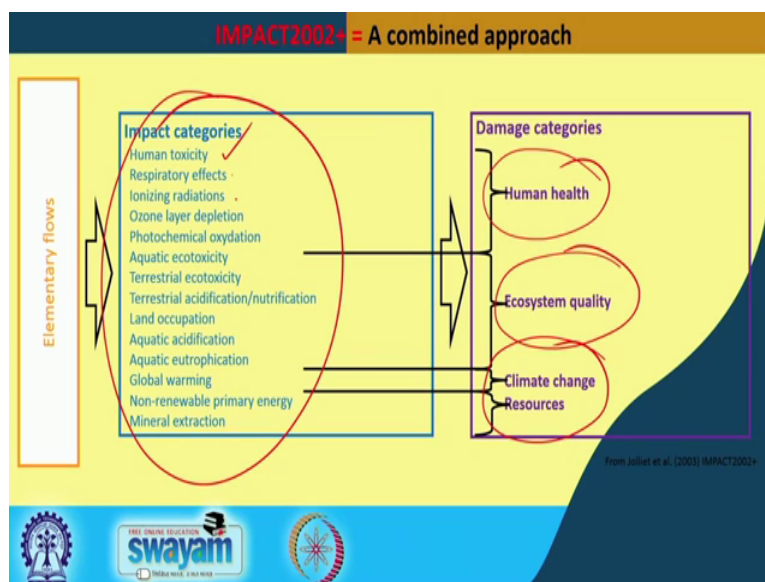 IMPACT2002+ = A combined approach
Elementary flows
Impact categories
Human toxicity
Respiratory effects
Ionizing radiations
Ozone layer depletion
Photochemical oxydation
Aquatic ecotoxicity
Terrestrial ecotoxicity
Terrestrial acidification/nutrification
Land occupation
Aquatic acidification
Aquatic eutrophication
Global warming
Non-renewable primary energy
Mineral extraction
Damage categories
Human health
Ecosystem quality
Climate change
Resources
From Jolliet et al. (2003) IMPACT2002+
FREE ONLINE EDUCATION
swayam